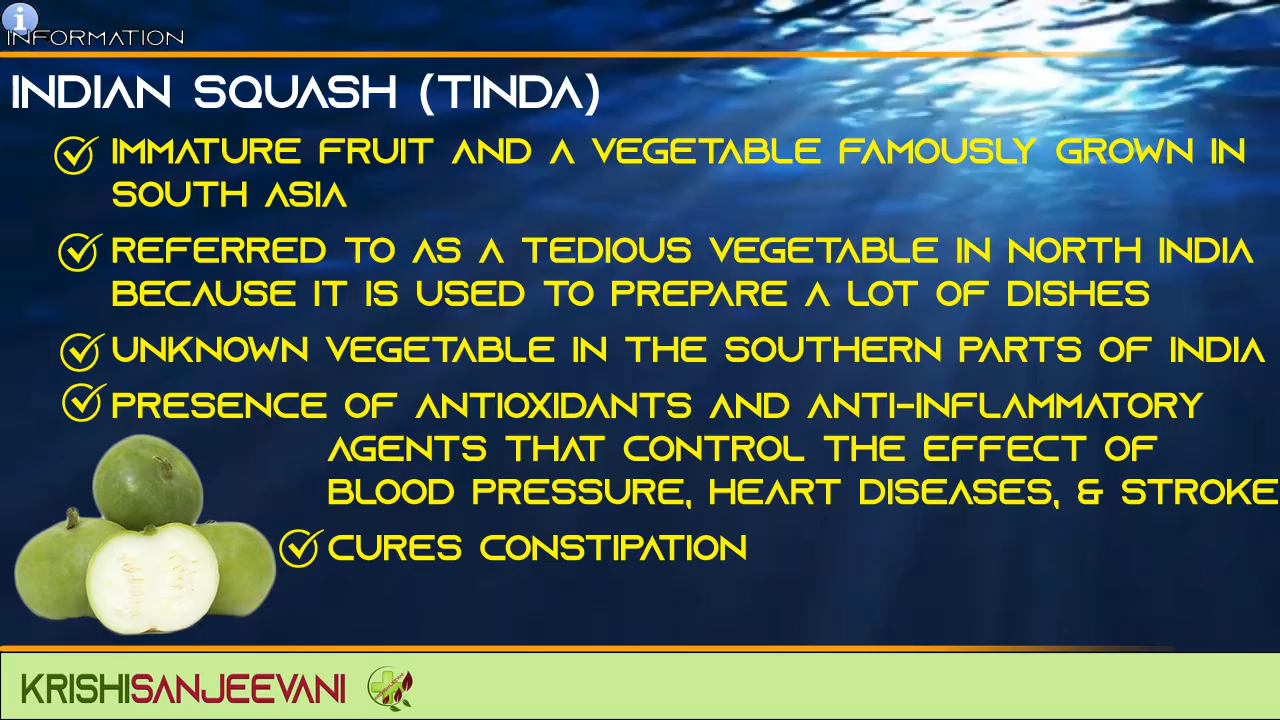 INFORMATION
INDIAN SQUASH (TINDA)
IMMATURE FRUIT AND A VEGETABLE FAMOUSLY GROWN IN
SOUTH ASIA
REFERRED TO AS A TEDIOUS VEGETABLE IN NORTH INDIA
BECAUSE IT IS USED TO PREPARE A LOT OF DISHES
UNKNOWN VEGETABLE IN THE SOUTHERN PARTS OF INDIA
PRESENCE OF ANTIOXIDANTS AND ANTI-INFLAMMATORY
AGENTS THAT CONTROL THE EFFECT OF
BLOOD PRESSURE, HEART DISEASES, & STROKE
CURES CONSTIPATION
KRISHISANJEEVANI